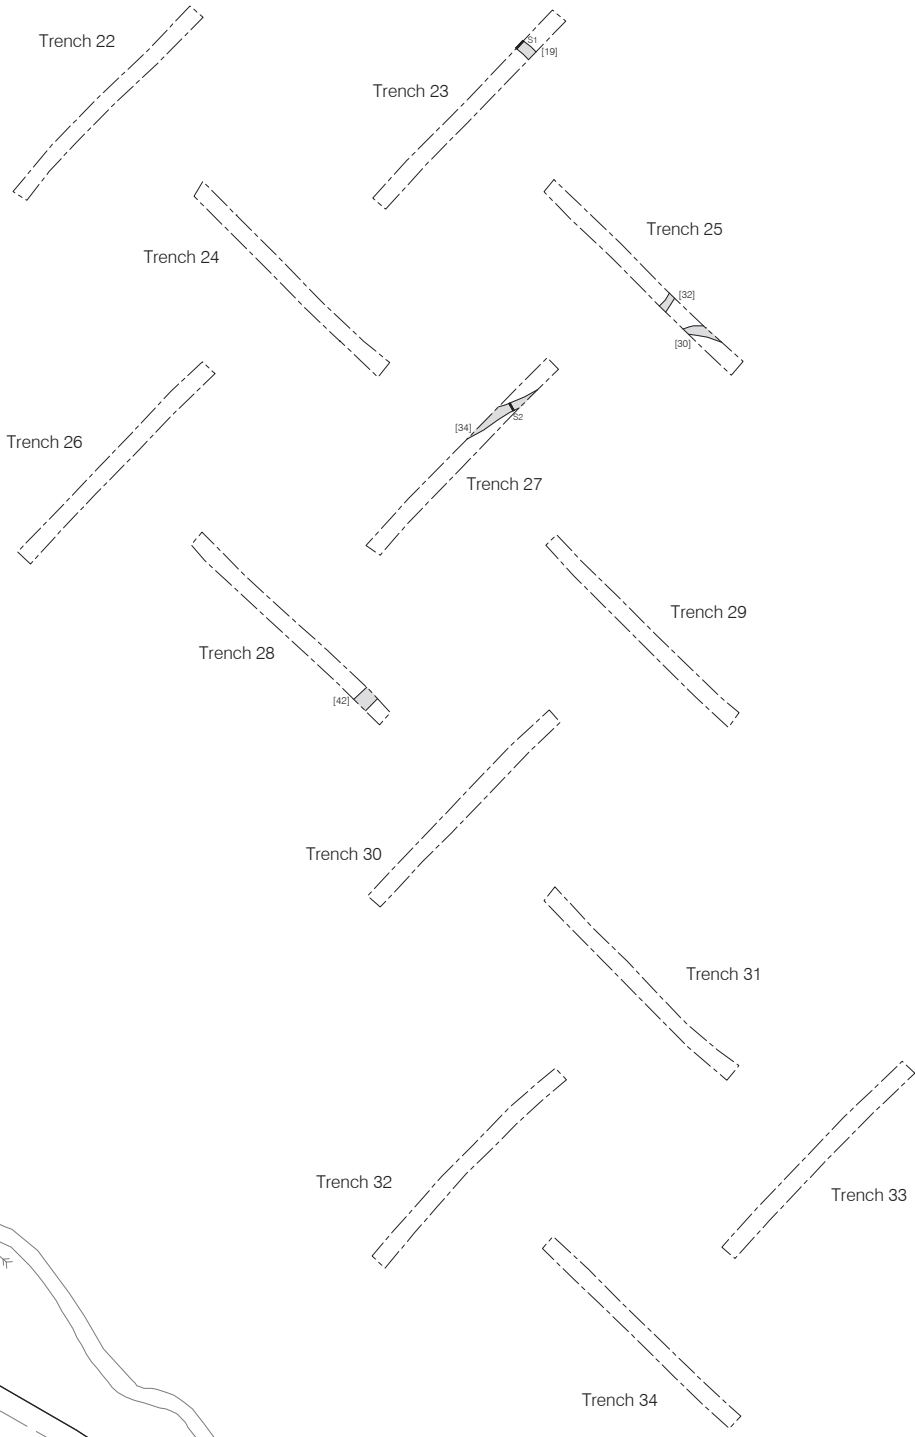 Trench 22
S1
[19]
Trench 23
Trench 25
Trench 24
[32]
[30]
[34]
S2
Trench 26
Trench 27
Trench 29
Trench 28
[42]
Trench 30
Trench 31
Trench 32
Trench 33
Trench 34